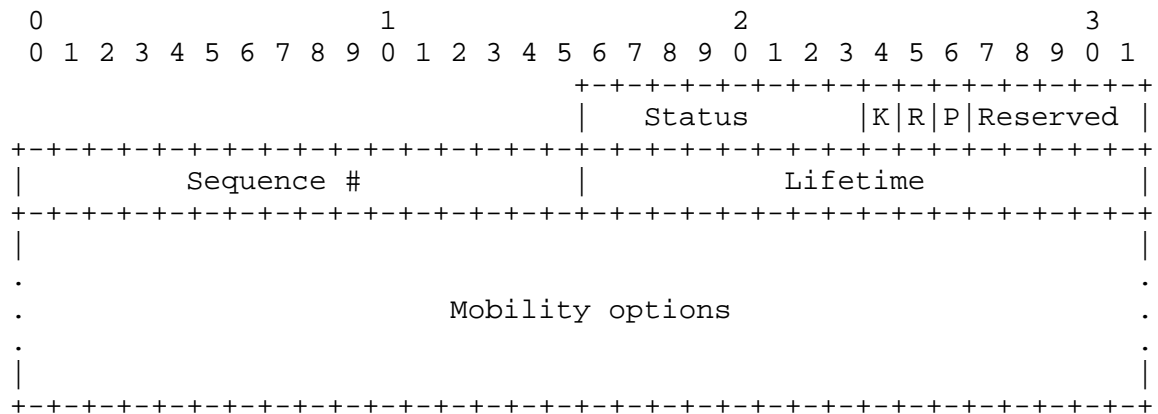 0                   1                   2                   3
 0 1 2 3 4 5 6 7 8 9 0 1 2 3 4 5 6 7 8 9 0 1 2 3 4 5 6 7 8 9 0 1
                                +-+-+-+-+-+-+-+-+-+-+-+-+-+-+-+-+
                                |   Status      |K|R|P|Reserved |
+-+-+-+-+-+-+-+-+-+-+-+-+-+-+-+-+-+-+-+-+-+-+-+-+-+-+-+-+-+-+-+-+
|         Sequence #            |           Lifetime            |
+-+-+-+-+-+-+-+-+-+-+-+-+-+-+-+-+-+-+-+-+-+-+-+-+-+-+-+-+-+-+-+-+
|                                                               |
.                                                               .
.                        Mobility options                       .
.                                                               .
|                                                               |
+-+-+-+-+-+-+-+-+-+-+-+-+-+-+-+-+-+-+-+-+-+-+-+-+-+-+-+-+-+-+-+-+